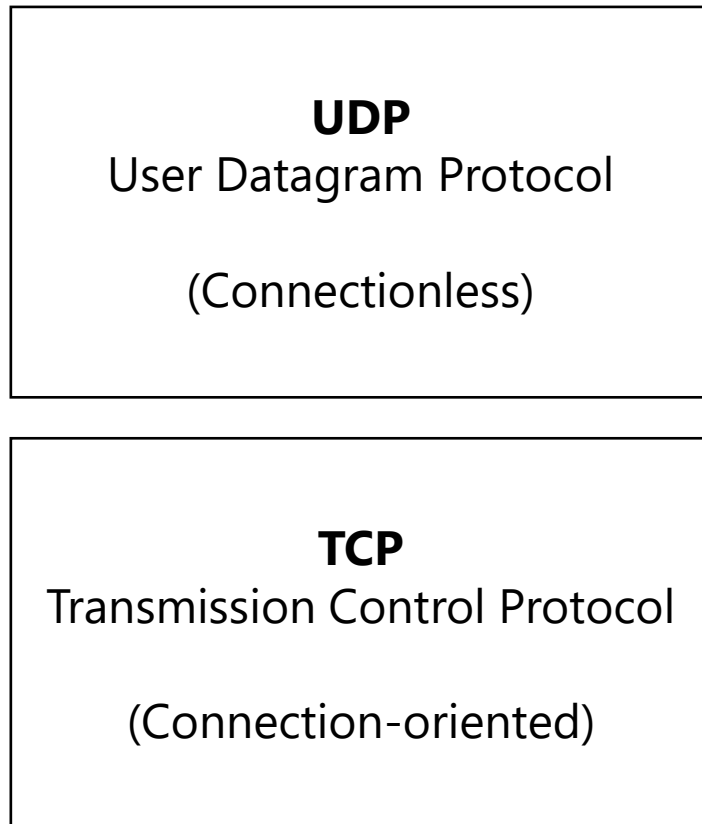 UDP
User Datagram Protocol
(Connectionless)
TCP
Transmission Control Protocol
(Connection-oriented)